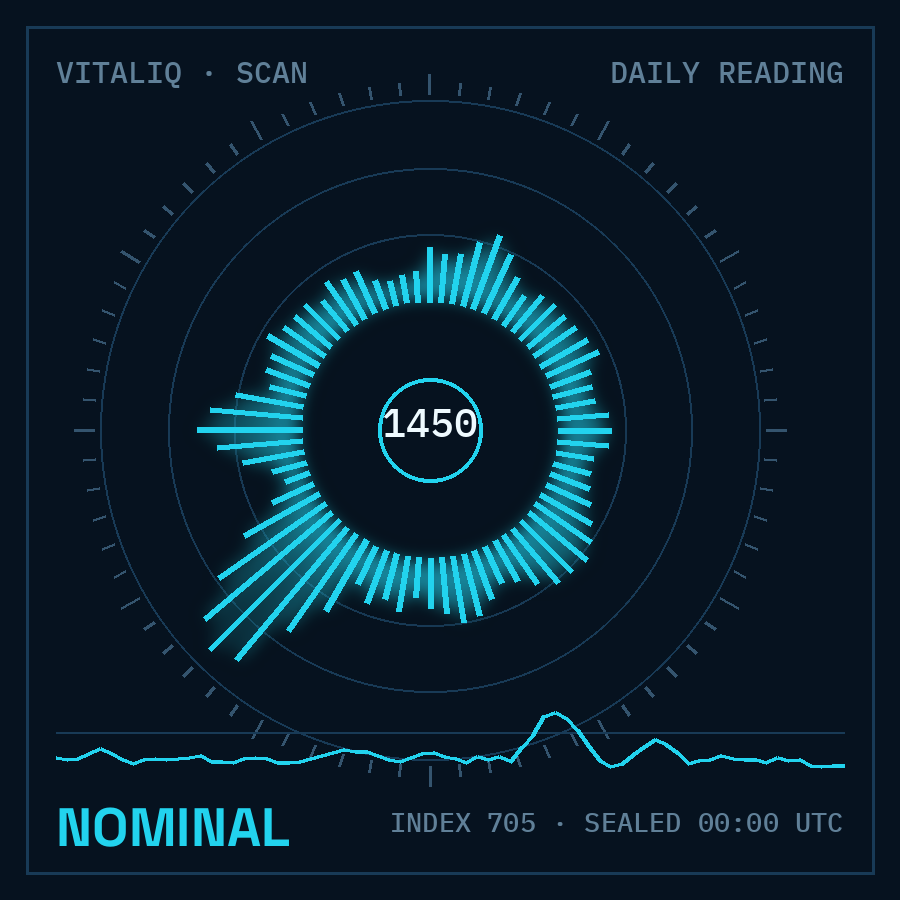 VITALIQ · SCAN
DAILY READING
1450
NOMINAL
INDEX 705 · SEALED 00:00 UTC